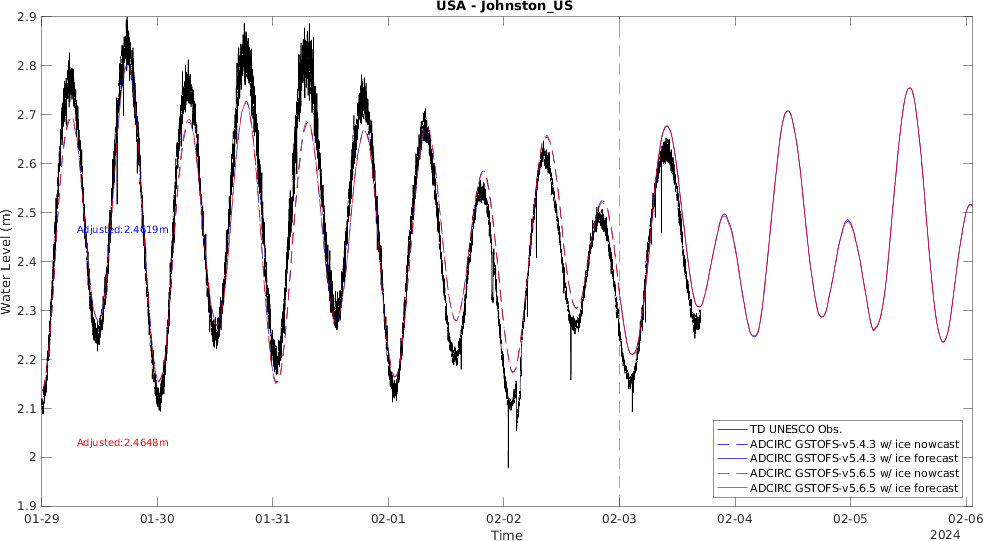 USA - Johnston_US
2.9
2.8
2.7
2.6
2.5
2.4
2.3
2.2
2.1
2
1.9
Water Level (m)
Adjusted:2.4619m
Adjusted:2.4648m
TD UNESCO Obs.
ADCIRC GSTOFS-v5.4.3 w/ ice nowcast
ADCIRC GSTOFS-v5.4.3 w/ ice forecast
ADCIRC GSTOFS-v5.6.5 w/ ice nowcast
ADCIRC GSTOFS-v5.6.5 w/ ice forecast
01-29 01-30 01-31 02-01 02-02 02-03 02-04 02-05 02-06
Time
2024